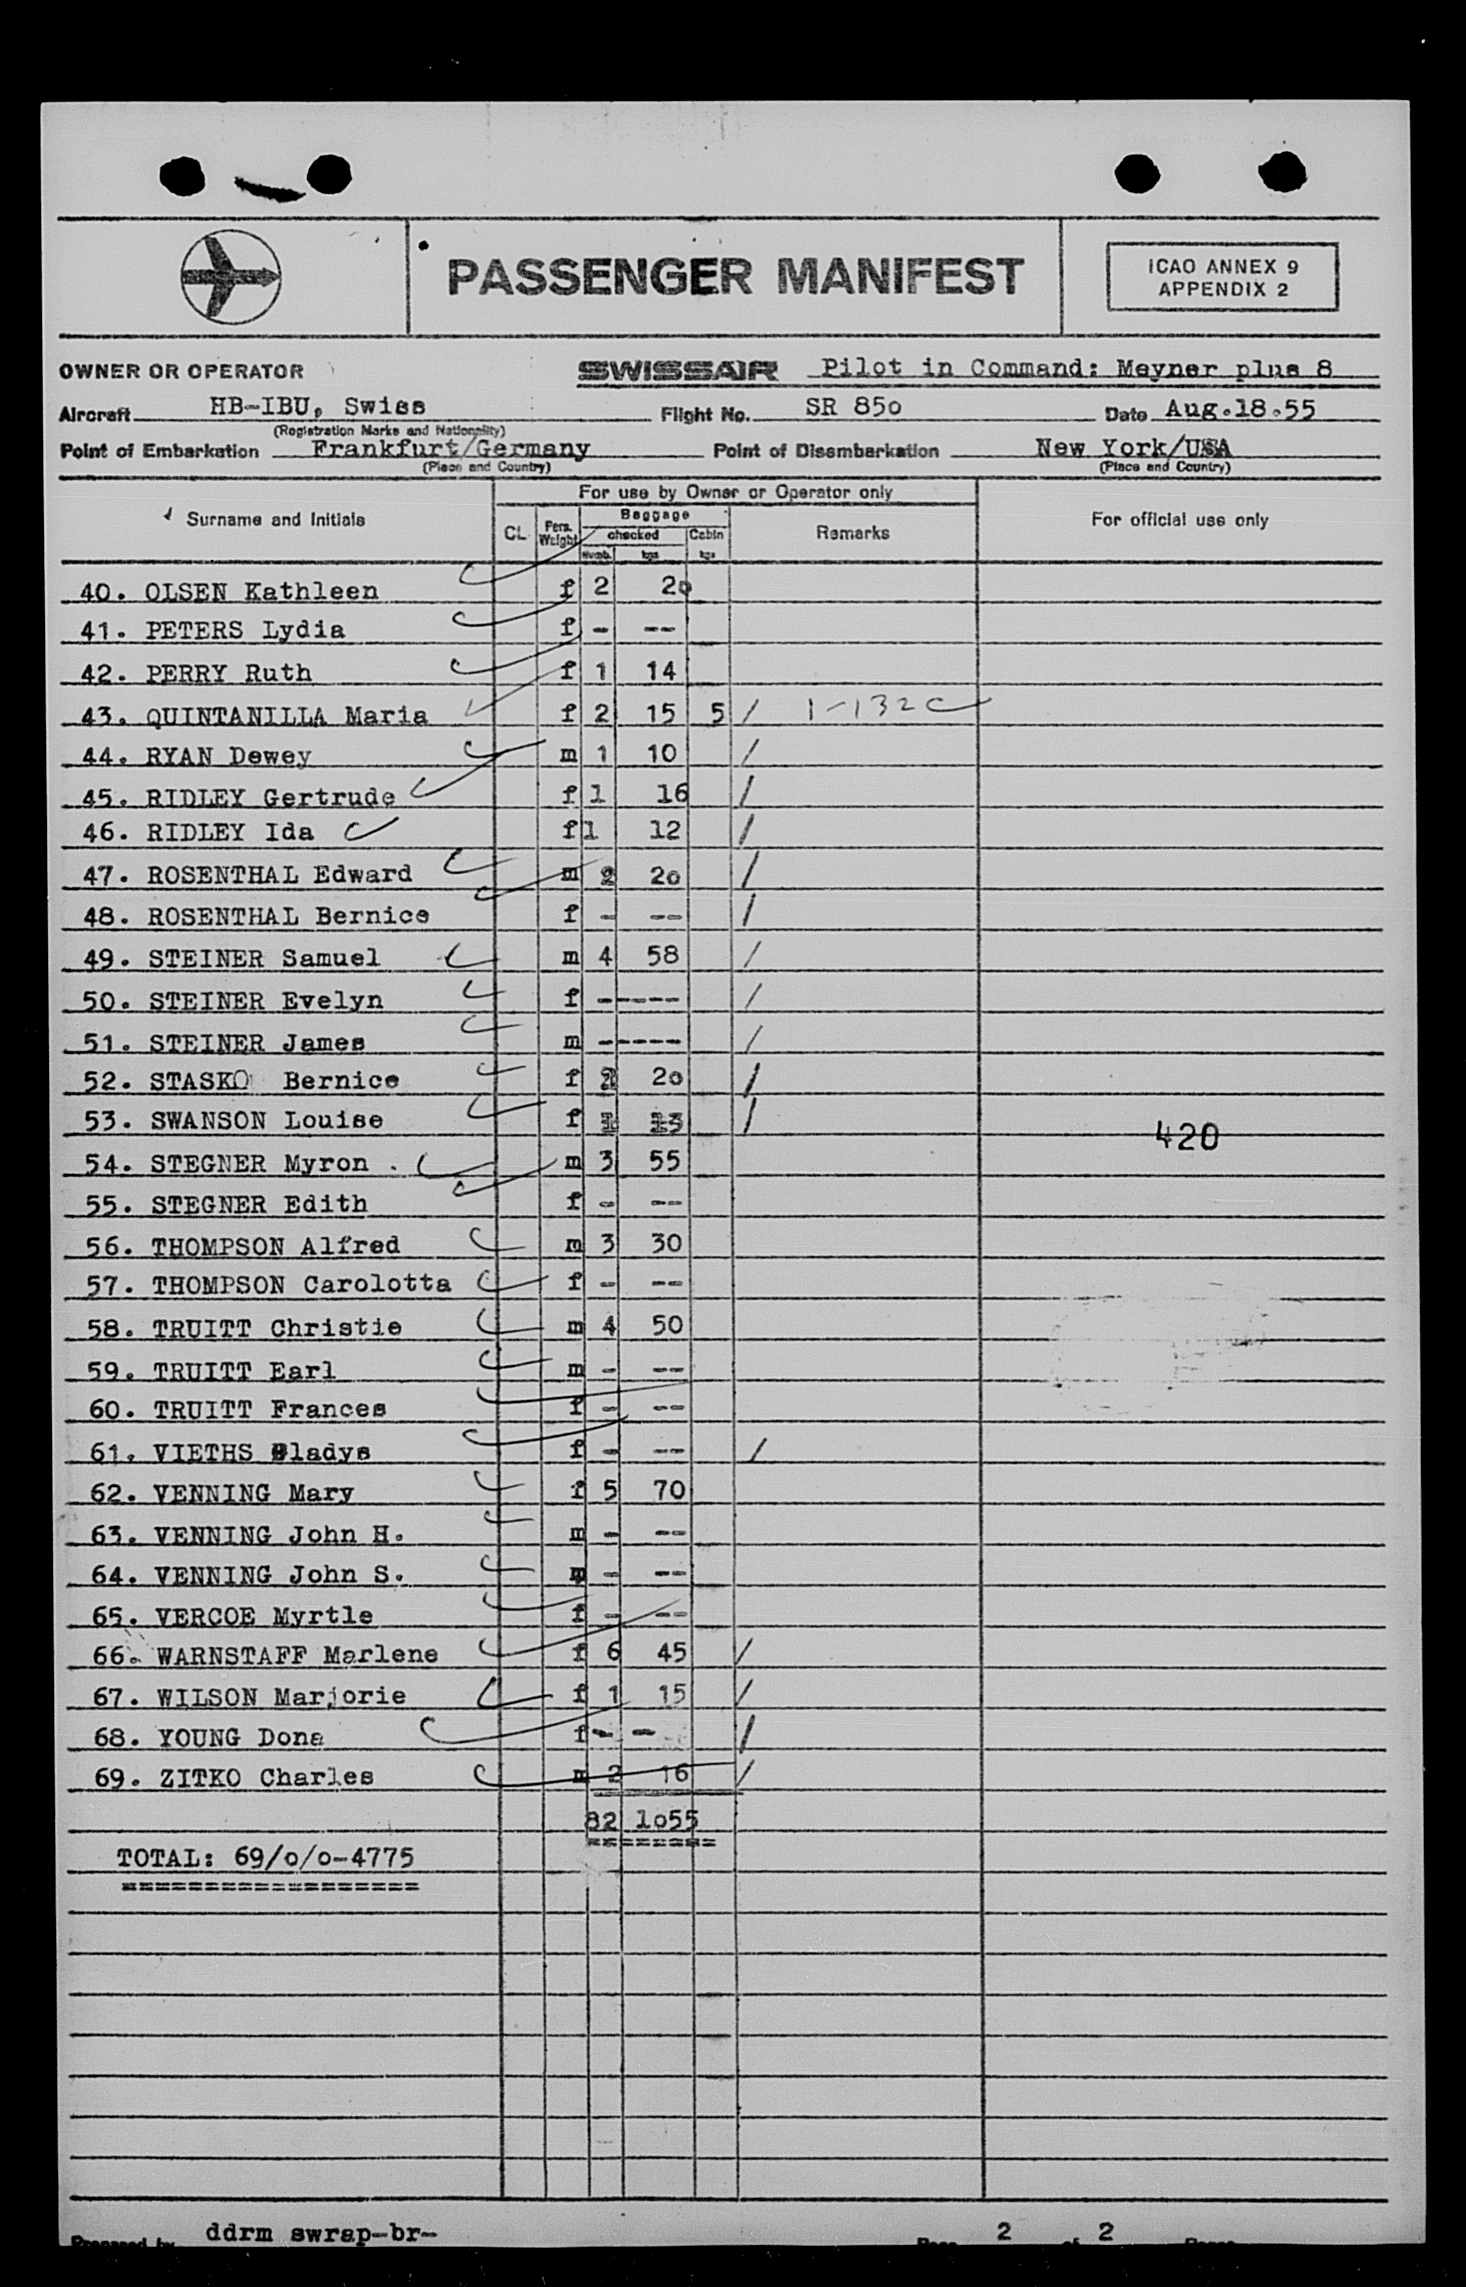 PASSENGER MANIFEST
ICAO ANNEX 9
APPENDIX 2
OWNER OR OPERATOR SWISSAIR Pilot in Command: Meyner plus 8
Aircraft HB-IBU, Swiss Flight No. SR 85o Date Aug.18.55
(Registration Marks and Nationality)
Point of Embarkation Frankfurt/Germany Point of Disembarkation New York/USA
(Place and Country) (Place and Country)
For use by Owner or Operator only
Surname and Initials CL. Pers. Weight Baggage checked Numb. kgs Cabin kgs Remarks For official use only
40. OLSEN Kathleen f 2 2o
41. PETERS Lydia f - --
42. PERRY Ruth f 1 14
43. QUINTANILLA Maria f 2 15 5 / 1-132c
44. RYAN Dewey m 1 10 /
45. RIDLEY Gertrude f 1 16 /
46. RIDLEY Ida f 1 12 /
47. ROSENTHAL Edward m 2 2o /
48. ROSENTHAL Bernice f - -- /
49. STEINER Samuel m 4 58 /
50. STEINER Evelyn f ----- /
51. STEINER James m ----- /
52. STASKO Bernice f 2 2o /
53. SWANSON Louise f 1 13 /
420
54. STEGNER Myron . m 3 55
55. STEGNER Edith f - --
56. THOMPSON Alfred m 3 30
57. THOMPSON Carolotta f - --
58. TRUITT Christie m 4 50
59. TRUITT Earl m - --
60. TRUITT Frances f - --
61. VIETHS Gladys f - -- /
62. VENNING Mary f 5 70
63. VENNING John H. m - --
64. VENNING John S. m - --
65. VERCOE Myrtle f - --
66. WARNSTAFF Marlene f 6 45 /
67. WILSON Marjorie f 1 15 /
68. YOUNG Dona f - - /
69. ZITKO Charles m 2 16 /
82 1o55
TOTAL: 69/o/o-4775
ddrm swrap-br- 2 2